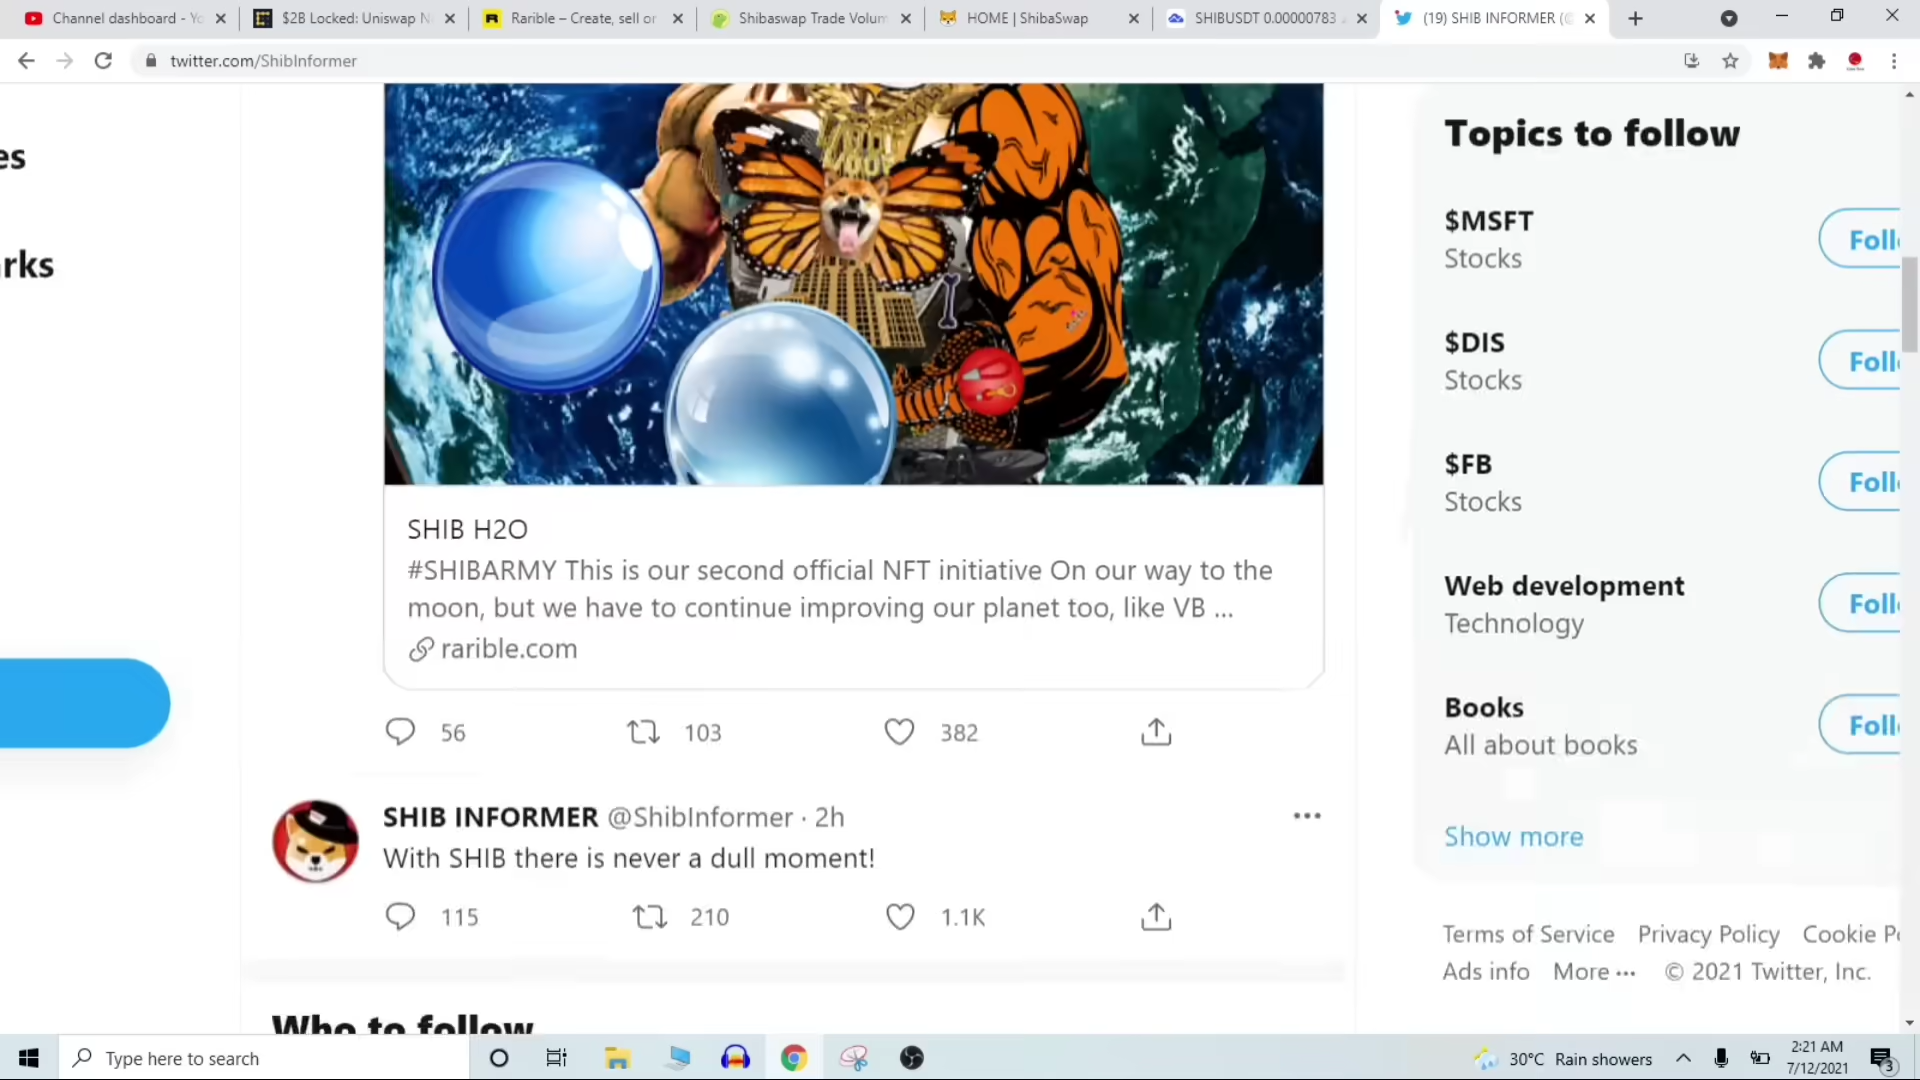 Channel dashboard - Yo
$2B Locked: Uniswap N
Rarible – Create, sell or
Shibaswap Trade Volum
HOME | ShibaSwap
SHIBUSDT 0.00000783
(19) SHIB INFORMER (@
twitter.com/ShibInformer
es
rks
SHIB H2O
#SHIBARMY This is our second official NFT initiative On our way to the
moon, but we have to continue improving our planet too, like VB ...
rarible.com
56 103 382
SHIB INFORMER @ShibInformer · 2h
With SHIB there is never a dull moment!
115 210 1.1K
Who to follow
Topics to follow
$MSFT
Stocks
Foll
$DIS
Stocks
Foll
$FB
Stocks
Foll
Web development
Technology
Foll
Books
All about books
Foll
Show more
Terms of Service Privacy Policy Cookie Po
Ads info More ··· © 2021 Twitter, Inc.
Type here to search
30°C Rain showers
2:21 AM
7/12/2021
3